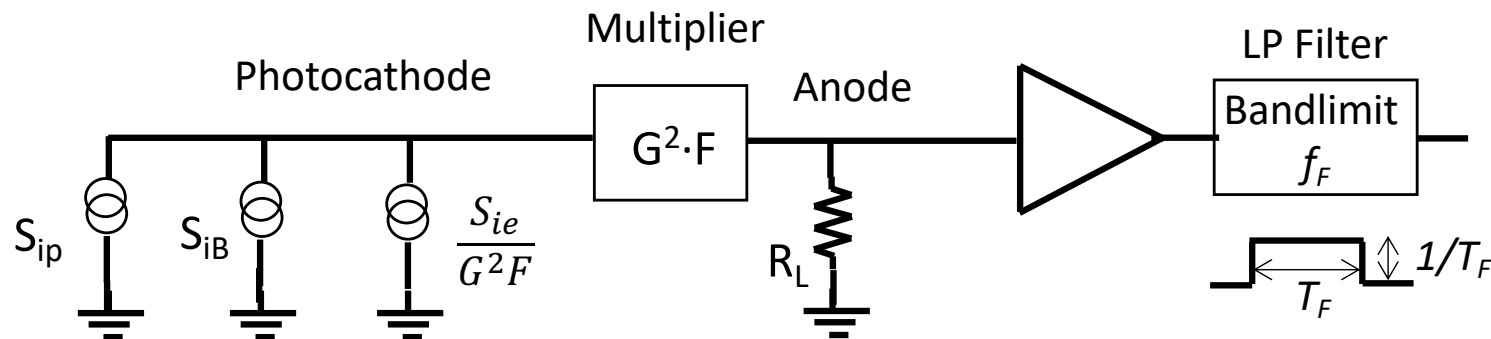 Multiplier
LP Filter
Photocathode
Anode
G²·F
Bandlimit
f_F
S_ip
S_iB
S_ie
G²F
R_L
1/T_F
T_F